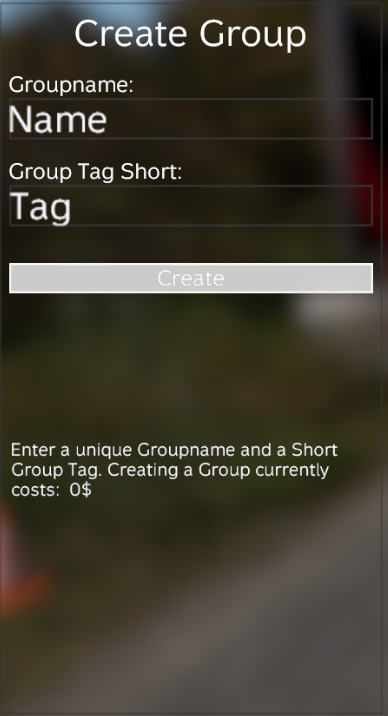 Create Group
Groupname:
Name
Group Tag Short:
Tag
Create
Enter a unique Groupname and a Short
Group Tag. Creating a Group currently
costs:  0$